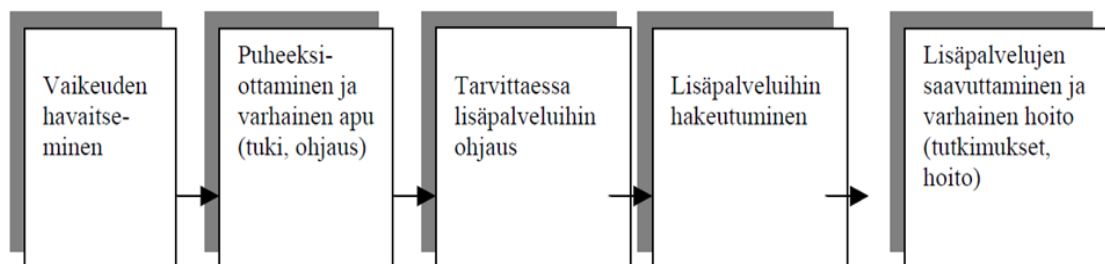 Vaikeuden
havaitse-
minen
Puheeksi-
ottaminen ja
varhainen apu
(tuki, ohjaus)
Tarvittaessa
lisäpalveluihin
ohjaus
Lisäpalveluihin
hakeutuminen
Lisäpalvelujen
saavuttaminen ja
varhainen hoito
(tutkimukset,
hoito)